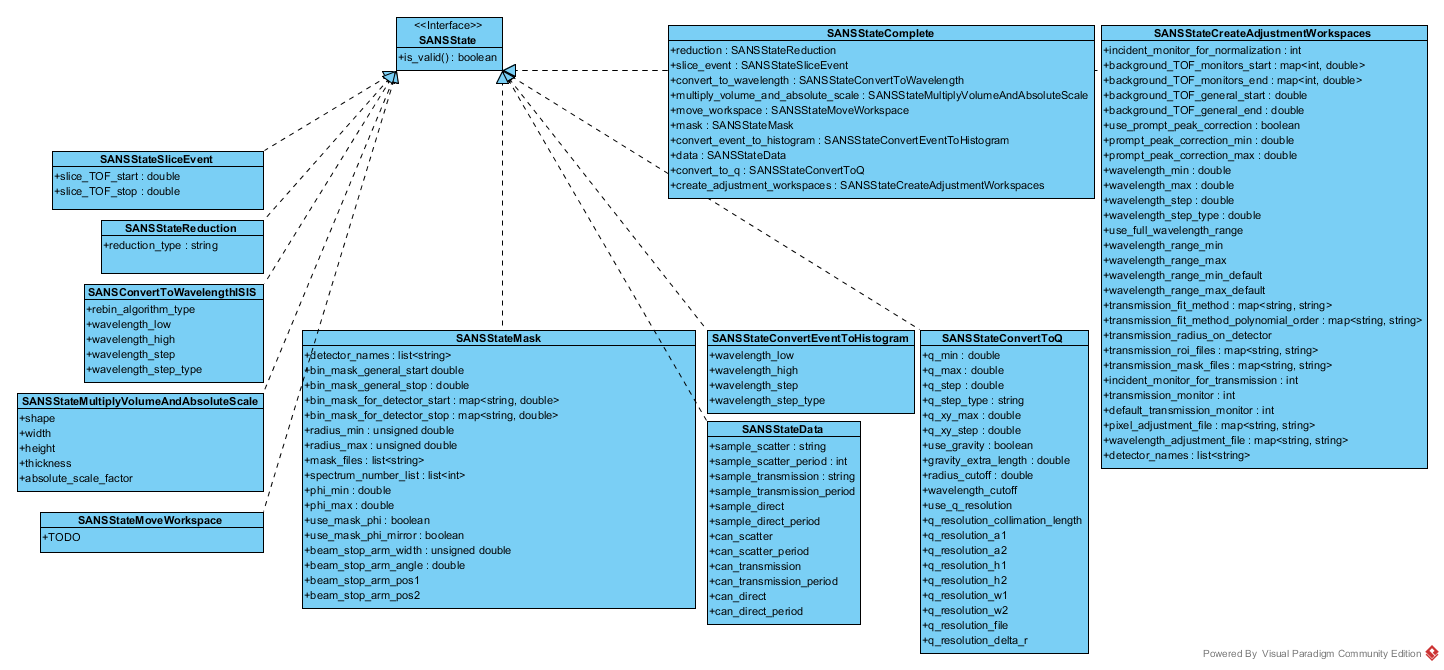 <<Interface>>
SANSState
+is_valid() : boolean
SANSStateComplete
+reduction : SANSStateReduction
+slice_event : SANSStateSliceEvent
+convert_to_wavelength : SANSStateConvertToWavelength
+multiply_volume_and_absolute_scale : SANSStateMultiplyVolumeAndAbsoluteScale
+move_workspace : SANSStateMoveWorkspace
+mask : SANSStateMask
+convert_event_to_histogram : SANSStateConvertEventToHistogram
+data : SANSStateData
+convert_to_q : SANSStateConvertToQ
+create_adjustment_workspaces : SANSStateCreateAdjustmentWorkspaces
SANSStateCreateAdjustmentWorkspaces
+incident_monitor_for_normalization : int
+background_TOF_monitors_start : map<int, double>
+background_TOF_monitors_end : map<int, double>
+background_TOF_general_start : double
+background_TOF_general_end : double
+use_prompt_peak_correction : boolean
+prompt_peak_correction_min : double
+prompt_peak_correction_max : double
+wavelength_min : double
+wavelength_max : double
+wavelength_step : double
+wavelength_step_type : double
+use_full_wavelength_range
+wavelength_range_min
+wavelength_range_max
+wavelength_range_min_default
+wavelength_range_max_default
+transmission_fit_method : map<string, string>
+transmission_fit_method_polynomial_order : map<string, string>
+transmission_radius_on_detector
+transmission_roi_files : map<string, string>
+transmission_mask_files : map<string, string>
+incident_monitor_for_transmission : int
+transmission_monitor : int
+default_transmission_monitor : int
+pixel_adjustment_file : map<string, string>
+wavelength_adjustment_file : map<string, string>
+detector_names : list<string>
SANSStateSliceEvent
+slice_TOF_start : double
+slice_TOF_stop : double
SANSStateReduction
+reduction_type : string
SANSConvertToWavelengthISIS
+rebin_algorithm_type
+wavelength_low
+wavelength_high
+wavelength_step
+wavelength_step_type
SANSStateMultiplyVolumeAndAbsoluteScale
+shape
+width
+height
+thickness
+absolute_scale_factor
SANSStateMoveWorkspace
+TODO
SANSStateMask
+detector_names : list<string>
+bin_mask_general_start double
+bin_mask_general_stop : double
+bin_mask_for_detector_start : map<string, double>
+bin_mask_for_detector_stop : map<string, double>
+radius_min : unsigned double
+radius_max : unsigned double
+mask_files : list<string>
+spectrum_number_list : list<int>
+phi_min : double
+phi_max : double
+use_mask_phi : boolean
+use_mask_phi_mirror : boolean
+beam_stop_arm_width : unsigned double
+beam_stop_arm_angle : double
+beam_stop_arm_pos1
+beam_stop_arm_pos2
SANSStateConvertEventToHistogram
+wavelength_low
+wavelength_high
+wavelength_step
+wavelength_step_type
SANSStateData
+sample_scatter : string
+sample_scatter_period : int
+sample_transmission : string
+sample_transmission_period
+sample_direct
+sample_direct_period
+can_scatter
+can_scatter_period
+can_transmission
+can_transmission_period
+can_direct
+can_direct_period
SANSStateConvertToQ
+q_min : double
+q_max : double
+q_step : double
+q_step_type : string
+q_xy_max : double
+q_xy_step : double
+use_gravity : boolean
+gravity_extra_length : double
+radius_cutoff : double
+wavelength_cutoff
+use_q_resolution
+q_resolution_collimation_length
+q_resolution_a1
+q_resolution_a2
+q_resolution_h1
+q_resolution_h2
+q_resolution_w1
+q_resolution_w2
+q_resolution_file
+q_resolution_delta_r
Powered By Visual Paradigm Community Edition